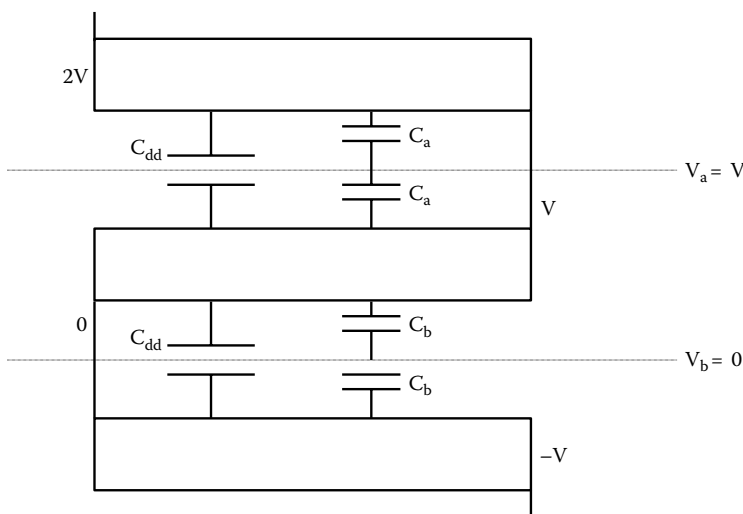 2V
C_dd
C_a
V_a = V
C_a
V
0
C_dd
C_b
V_b = 0
C_b
–V